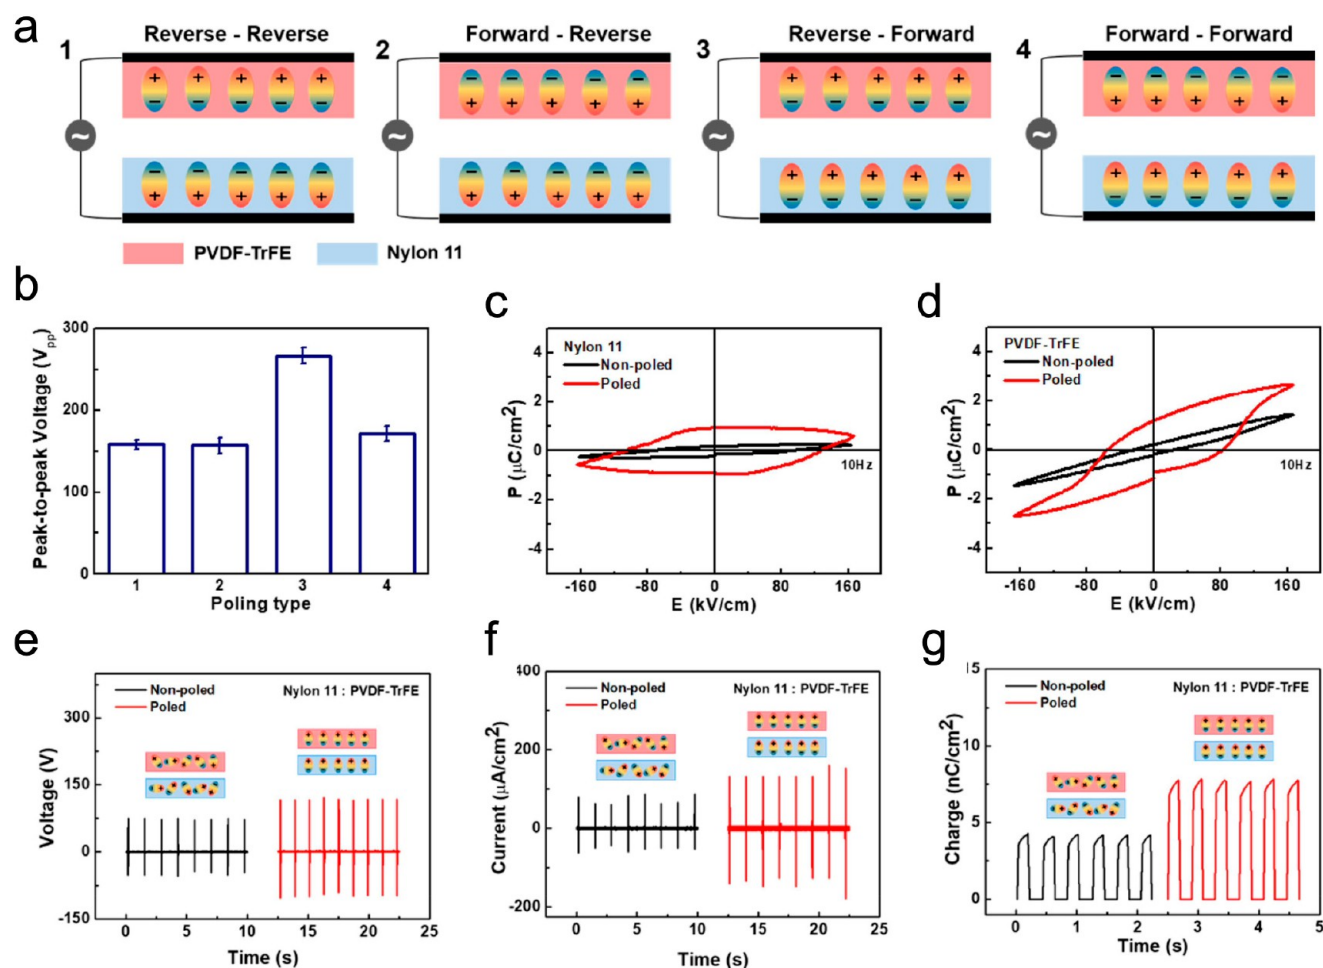 a
1 Reverse - Reverse
2 Forward - Reverse
3 Reverse - Forward
4 Forward - Forward
+ + + + +
− − − − −
− − − − −
+ + + + +
+ + + + +
− − − − −
− − − − −
+ + + + +
~
~
~
~
− − − − −
+ + + + +
− − − − −
+ + + + +
+ + + + +
− − − − −
+ + + + +
− − − − −
PVDF-TrFE
Nylon 11
b
Peak-to-peak Voltage (Vpp)
300
200
100
0
1 2 3 4
Poling type
c
Nylon 11
Non-poled
Poled
P (μC/cm2)
4
2
0
-2
-4
10Hz
-160 -80 0 80 160
E (kV/cm)
d
PVDF-TrFE
Non-poled
Poled
P (μC/cm2)
4
2
0
-2
-4
10Hz
-160 -80 0 80 160
E (kV/cm)
e
Non-poled
Poled
Nylon 11 : PVDF-TrFE
Voltage (V)
300
150
0
-150
0 5 10 15 20 25
Time (s)
f
Non-poled
Poled
Nylon 11 : PVDF-TrFE
Current (μA/cm2)
400
200
0
-200
0 5 10 15 20 25
Time (s)
g
Non-poled
Poled
Nylon 11 : PVDF-TrFE
Charge (nC/cm2)
15
10
5
0
0 1 2 3 4 5
Time (s)